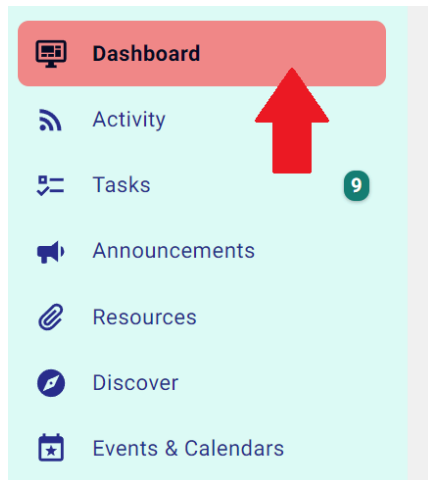 Dashboard
Activity
Tasks 9
Announcements
Resources
Discover
Events & Calendars